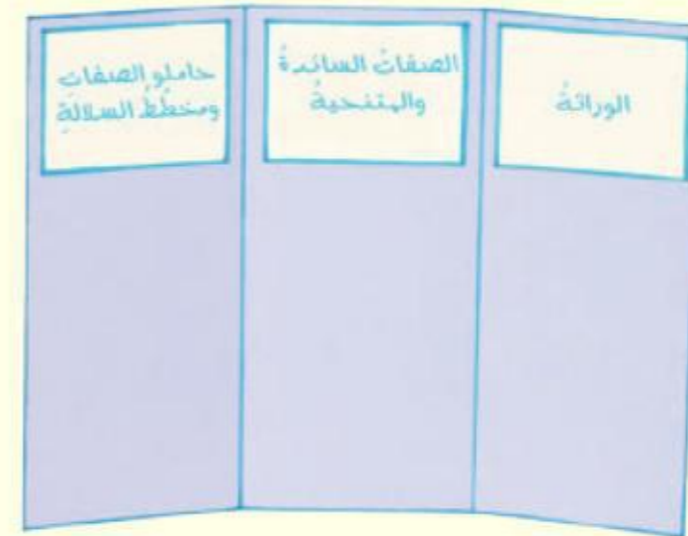 الوراثةُ
الصفاتُ السائدةُ
والمتنحيةُ
حاملو الصفاتِ
ومخططُ السلالةِ